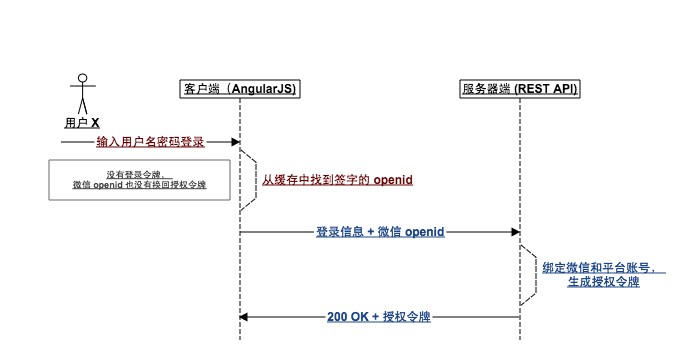 客户端（AngularJS)
服务器端 (REST API)
用户 X
输入用户名密码登录
没有登录令牌，
微信 openid 也没有换回授权令牌
从缓存中找到签字的 openid
登录信息 + 微信 openid
绑定微信和平台账号，
生成授权令牌
200 OK + 授权令牌